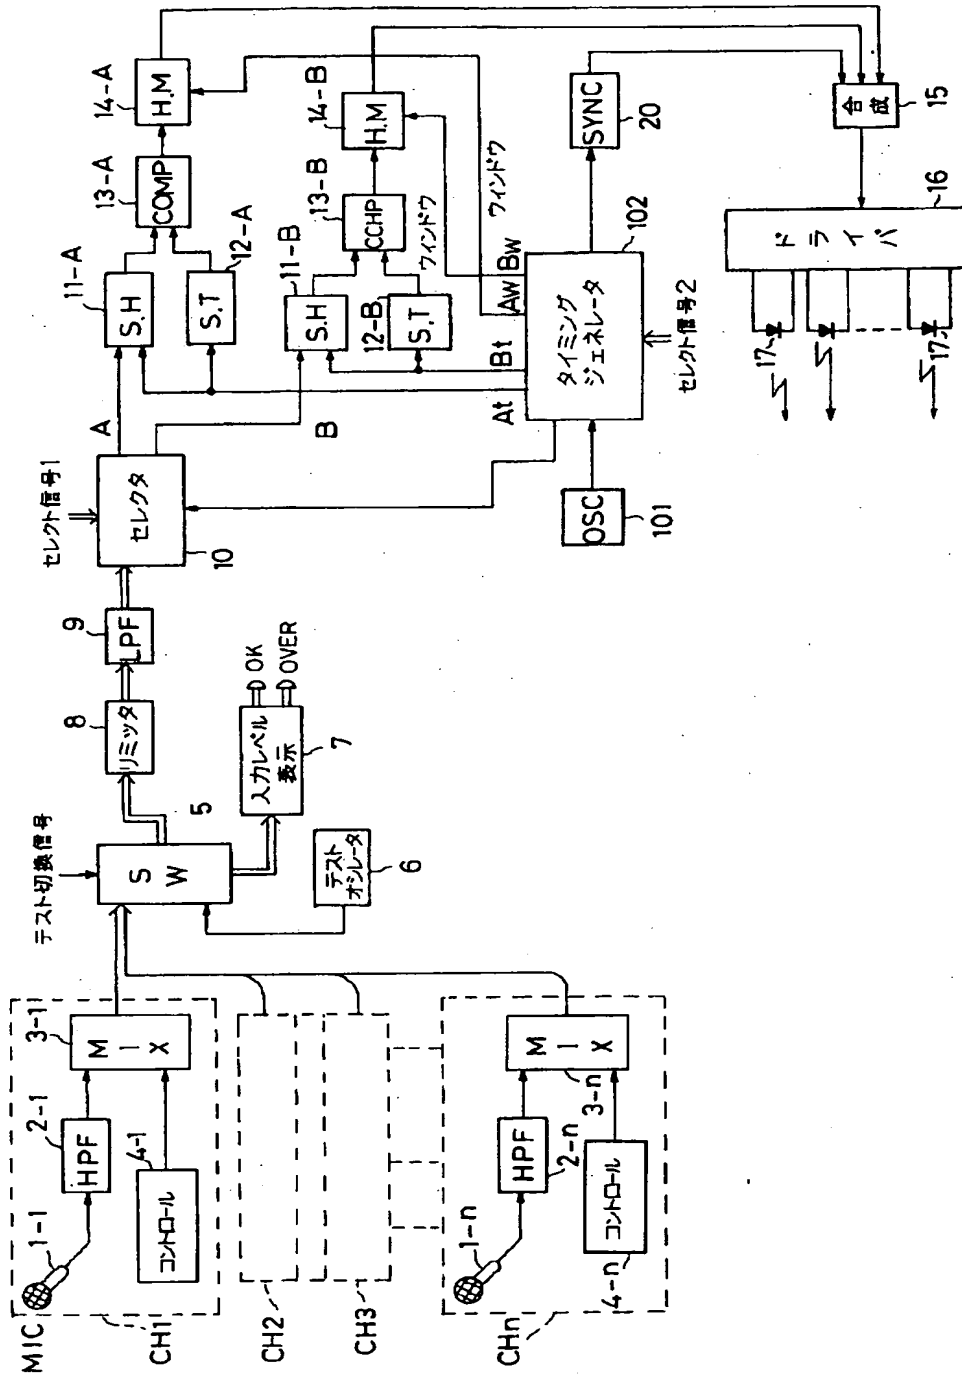 MIC
1-1
2-1
HPF
3-1
MIX
4-1
コントロール
CH1
CH2
CH3
1-n
2-n
HPF
3-n
MIX
4-n
コントロール
CHn
テスト切換信号
SW
5
テスト
オシレータ
6
入力レベル
表示
7
OK
OVER
リミッタ
8
LPF
9
セレクト信号1
セレクタ
10
A
B
11-A
S.H
12-A
S.T
13-A
COMP
14-A
H.M
11-B
S.H
12-B
S.T
13-B
CCHP
14-B
H.M
ウィンドウ
ウィンドウ
At
Bt
Aw
Bw
OSC
101
タイミング
ジェネレータ
102
セレクト信号2
SYNC
20
合成
15
ドライバ
16
17
17